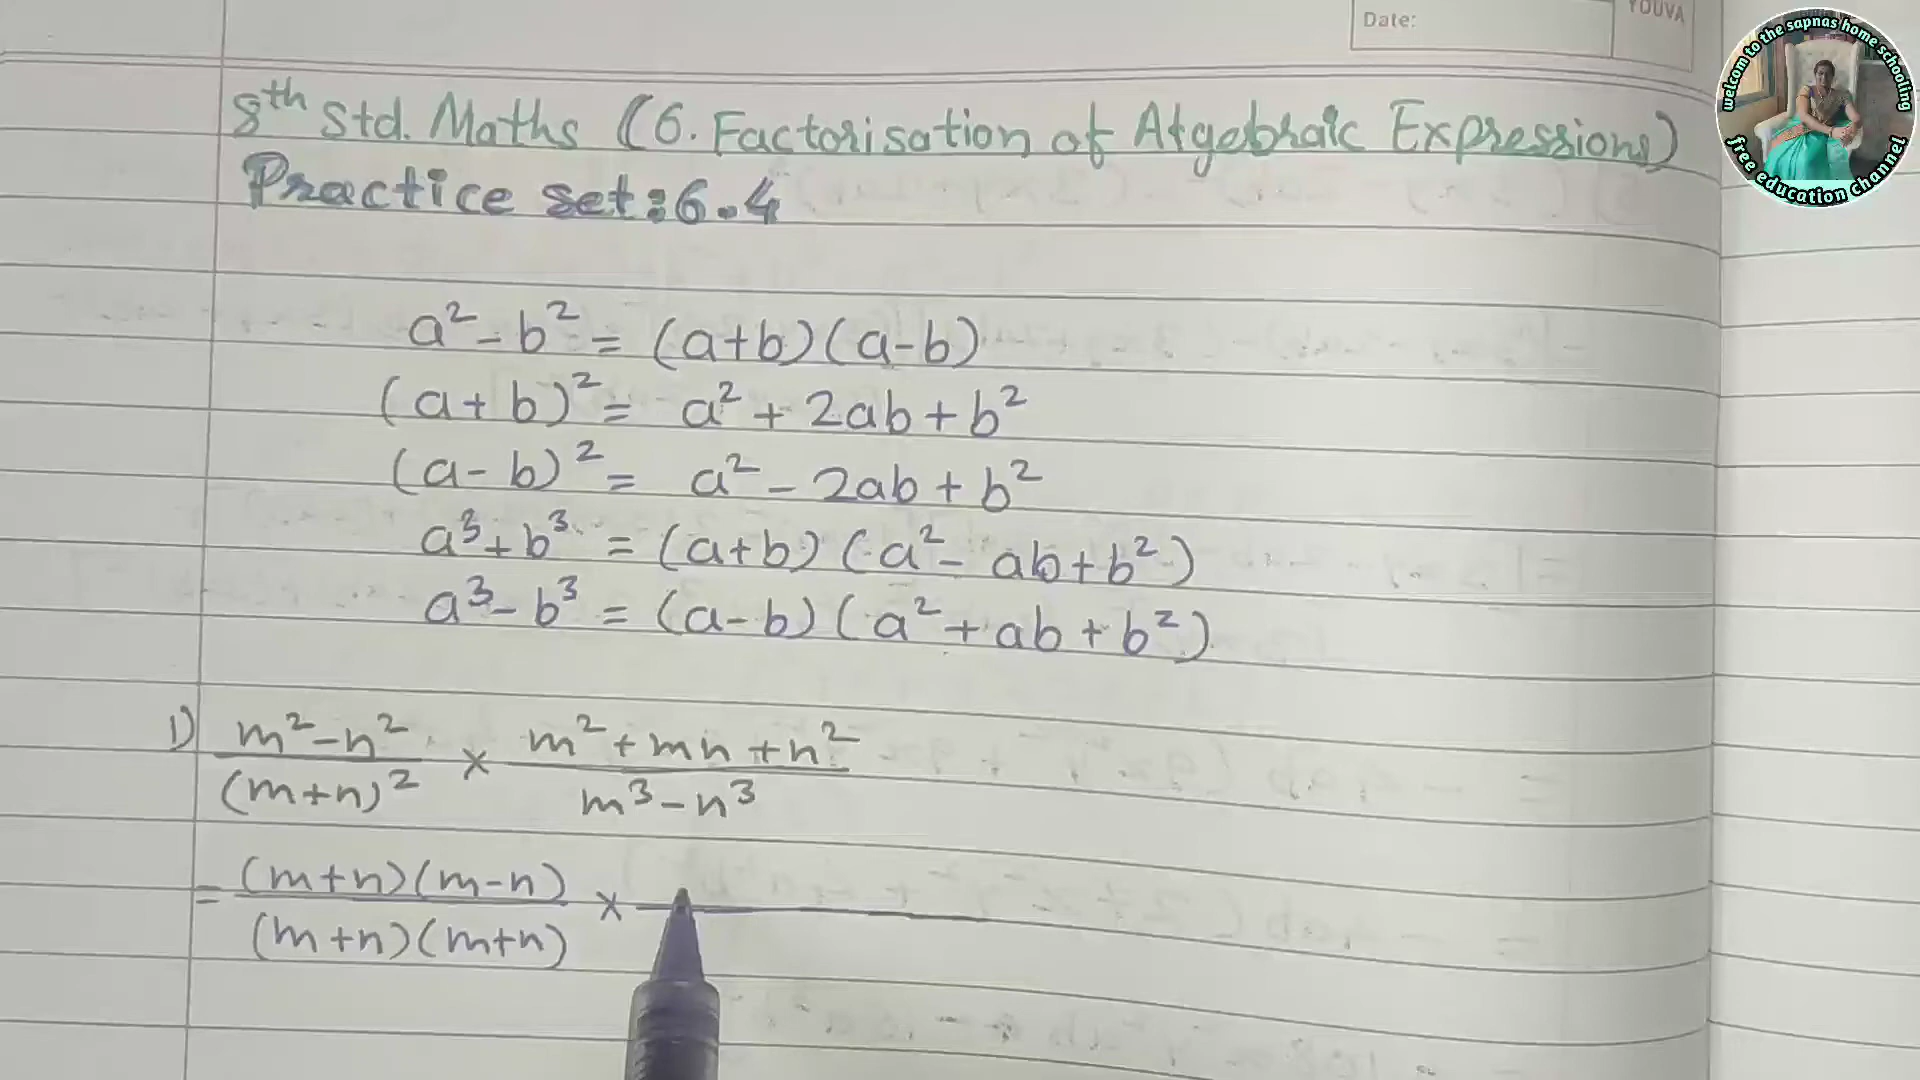 Date:
YOUVA
welcom to the sapnas home schooling
free education channel
8th Std. Maths (6. Factorisation of Algebraic Expressions)
Practice set: 6.4
a² - b² = (a+b)(a-b)
(a+b)² = a² + 2ab + b²
(a-b)² = a² - 2ab + b²
a³+b³ = (a+b)(a² - ab + b²)
a³-b³ = (a-b)(a² + ab + b²)
1) m²-n² / (m+n)² × m²+mn+n² / m³-n³
= (m+n)(m-n) / (m+n)(m+n) ×